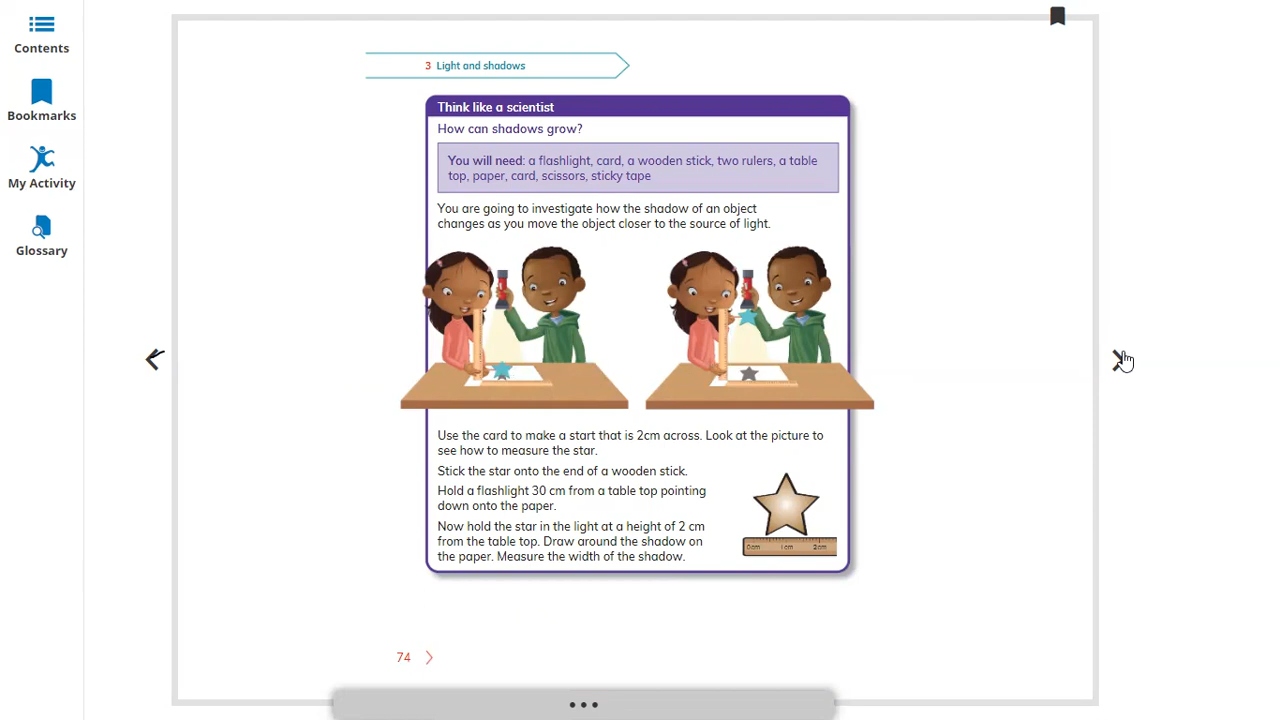 Contents
Bookmarks
My Activity
Glossary
3 Light and shadows
Think like a scientist
How can shadows grow?
You will need: a flashlight, card, a wooden stick, two rulers, a table
top, paper, card, scissors, sticky tape
You are going to investigate how the shadow of an object
changes as you move the object closer to the source of light.
Use the card to make a start that is 2cm across. Look at the picture to
see how to measure the star.
Stick the star onto the end of a wooden stick.
Hold a flashlight 30 cm from a table top pointing
down onto the paper.
Now hold the star in the light at a height of 2 cm
from the table top. Draw around the shadow on
the paper. Measure the width of the shadow.
0cm 1cm 2cm
74